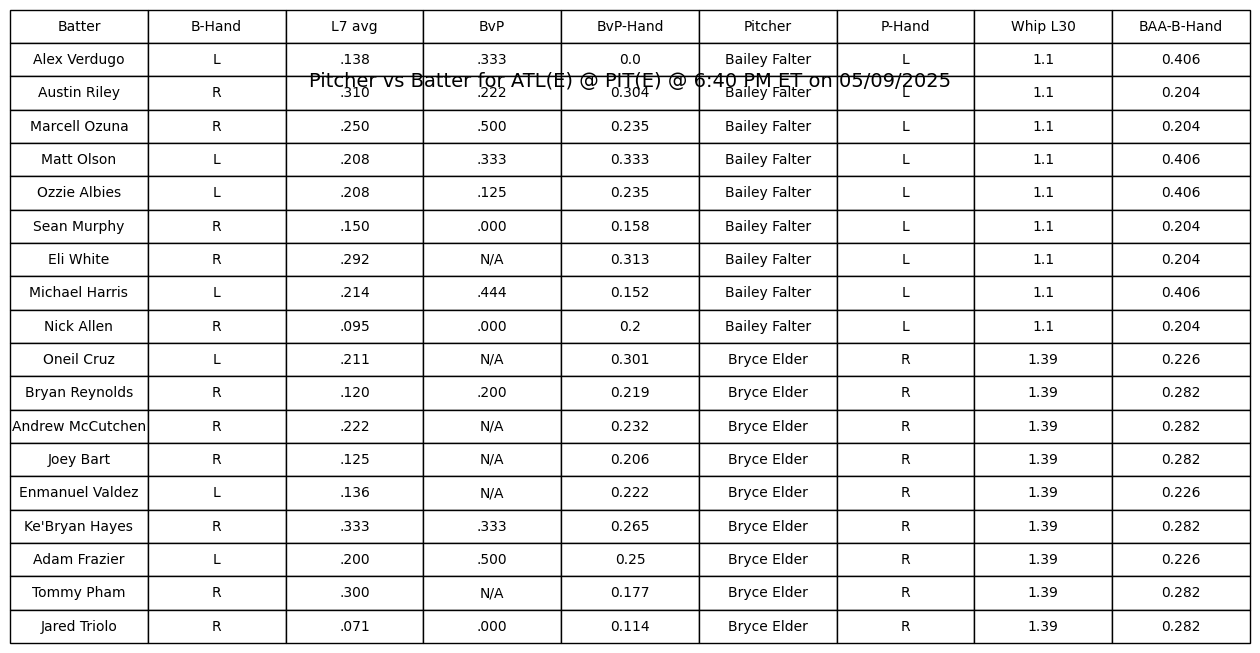 Batter B-Hand L7 avg BvP BvP-Hand Pitcher P-Hand Whip L30 BAA-B-Hand
Alex Verdugo L .138 .333 0.0 Bailey Falter L 1.1 0.406
Pitcher vs Batter for ATL(E) @ PIT(E) @ 6:40 PM ET on 05/09/2025
Austin Riley R .310 .222 0.304 Bailey Falter L 1.1 0.204
Marcell Ozuna R .250 .500 0.235 Bailey Falter L 1.1 0.204
Matt Olson L .208 .333 0.333 Bailey Falter L 1.1 0.406
Ozzie Albies L .208 .125 0.235 Bailey Falter L 1.1 0.406
Sean Murphy R .150 .000 0.158 Bailey Falter L 1.1 0.204
Eli White R .292 N/A 0.313 Bailey Falter L 1.1 0.204
Michael Harris L .214 .444 0.152 Bailey Falter L 1.1 0.406
Nick Allen R .095 .000 0.2 Bailey Falter L 1.1 0.204
Oneil Cruz L .211 N/A 0.301 Bryce Elder R 1.39 0.226
Bryan Reynolds R .120 .200 0.219 Bryce Elder R 1.39 0.282
Andrew McCutchen R .222 N/A 0.232 Bryce Elder R 1.39 0.282
Joey Bart R .125 N/A 0.206 Bryce Elder R 1.39 0.282
Enmanuel Valdez L .136 N/A 0.222 Bryce Elder R 1.39 0.226
Ke'Bryan Hayes R .333 .333 0.265 Bryce Elder R 1.39 0.282
Adam Frazier L .200 .500 0.25 Bryce Elder R 1.39 0.226
Tommy Pham R .300 N/A 0.177 Bryce Elder R 1.39 0.282
Jared Triolo R .071 .000 0.114 Bryce Elder R 1.39 0.282